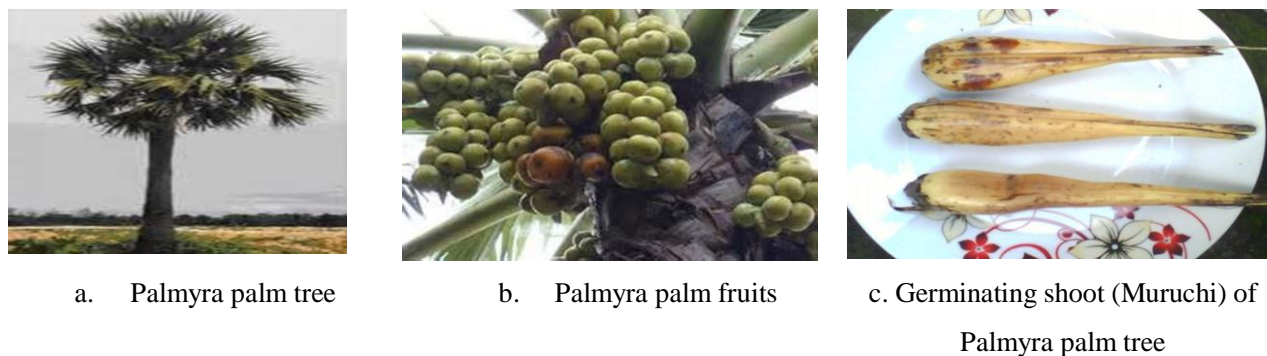 a. Palmyra palm tree
b. Palmyra palm fruits
c. Germinating shoot (Muruchi) of
Palmyra palm tree